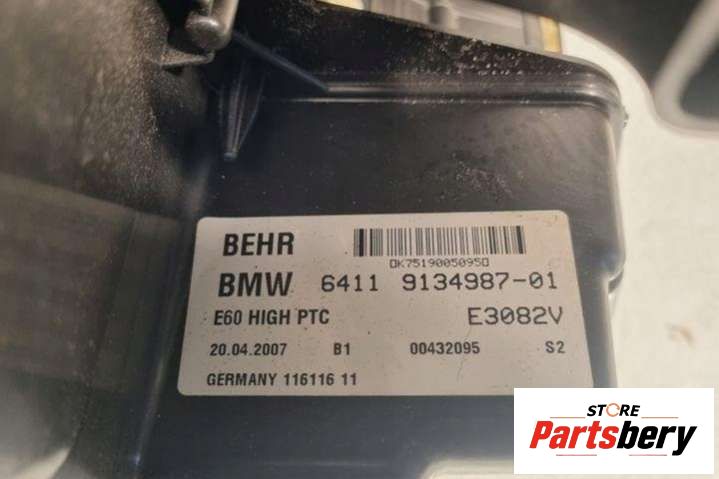 BEHR
0K75190050950
BMW 6411 9134987-01
E60 HIGH PTC E3082V
20.04.2007 B1 00432095 S2
GERMANY 116116 11
STORE
Partsbery